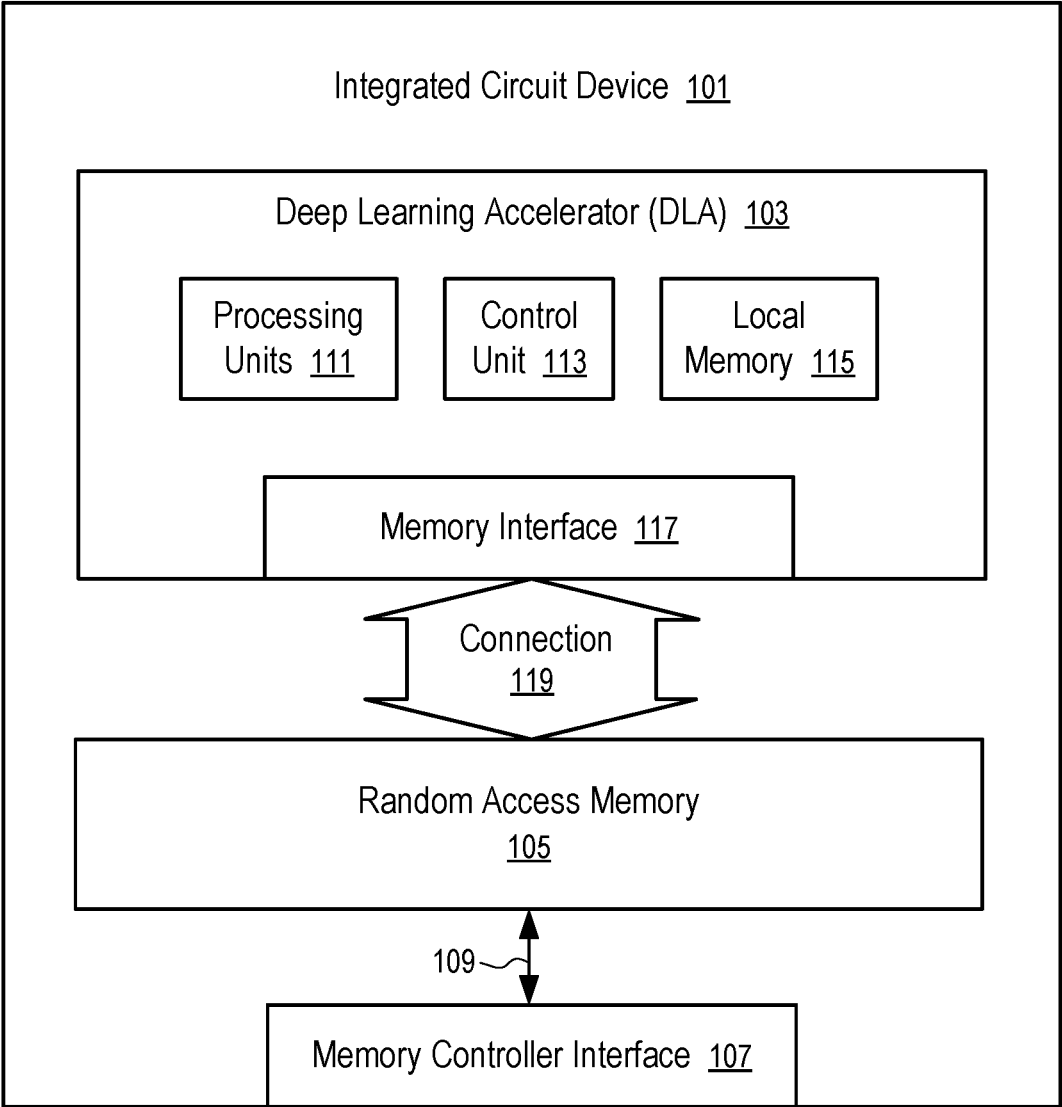 Integrated Circuit Device 101
Deep Learning Accelerator (DLA) 103
Processing
Units 111
Control
Unit 113
Local
Memory 115
Memory Interface 117
Connection
119
Random Access Memory
105
109
Memory Controller Interface 107